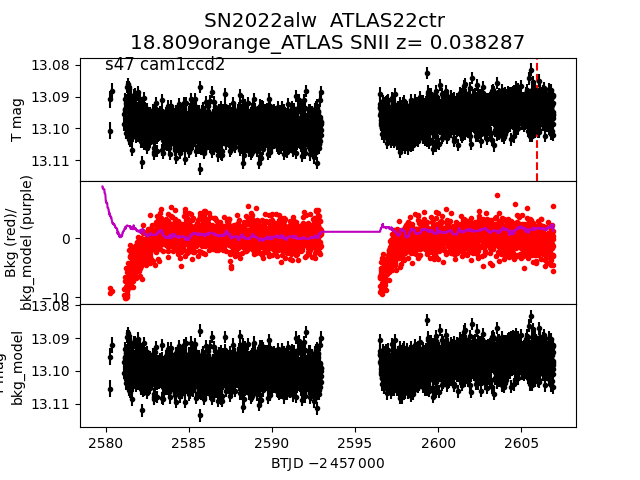 SN2022alw ATLAS22ctr
18.809orange_ATLAS SNII z= 0.038287
s47 cam1ccd2
13.08
13.09
13.10
13.11
T mag
0
−10
Bkg (red)/
bkg_model (purple)
13.08
13.09
13.10
13.11
mag
bkg_model
2580 2585 2590 2595 2600 2605
BTJD −2 457 000